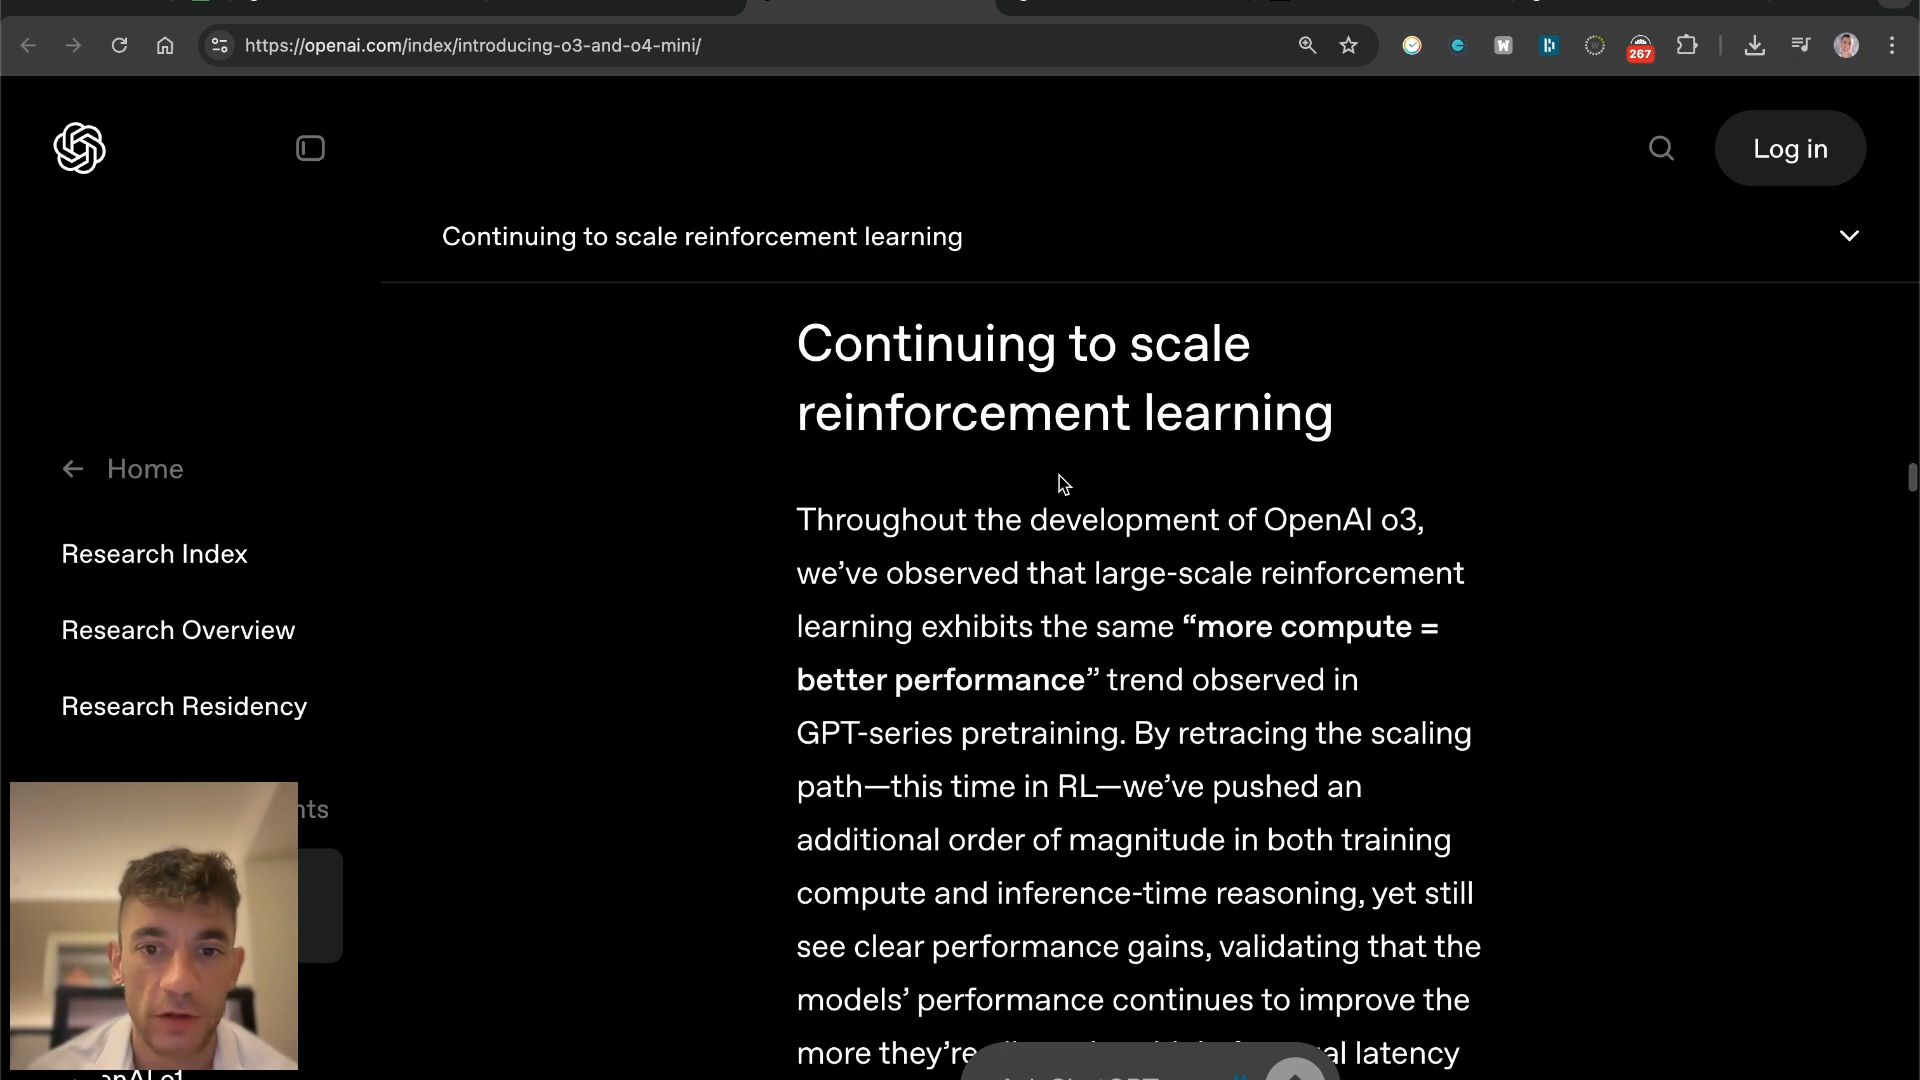 https://openai.com/index/introducing-o3-and-o4-mini/
W
267
Log in
Continuing to scale reinforcement learning
Home
Research Index
Research Overview
Research Residency
Continuing to scale
reinforcement learning
Throughout the development of OpenAI o3,
we’ve observed that large-scale reinforcement
learning exhibits the same “more compute =
better performance” trend observed in
GPT-series pretraining. By retracing the scaling
path—this time in RL—we’ve pushed an
additional order of magnitude in both training
compute and inference-time reasoning, yet still
see clear performance gains, validating that the
models’ performance continues to improve the
more they’re
latency